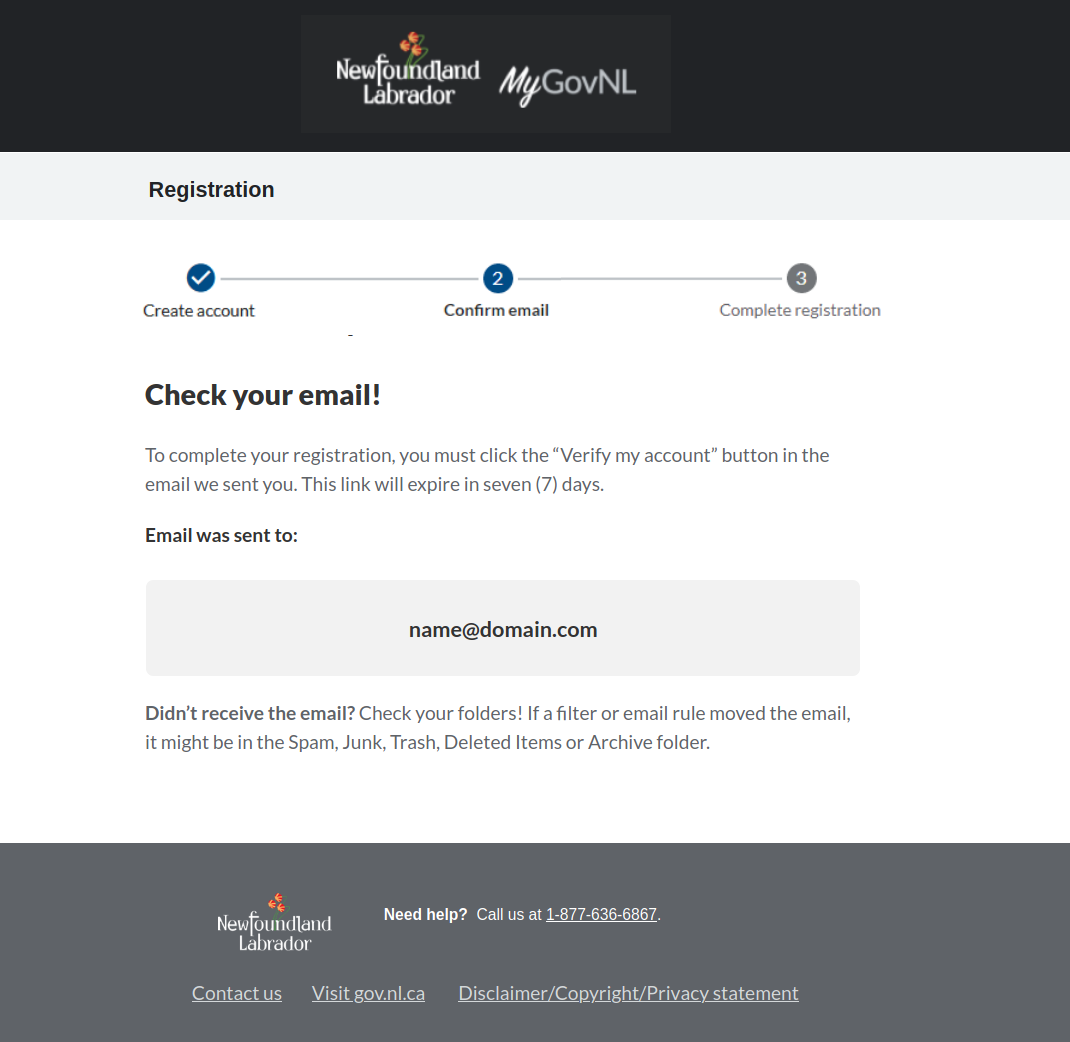 Newfoundland
Labrador
MyGovNL
Registration
2
3
Create account
Confirm email
Complete registration
Check your email!
To complete your registration, you must click the “Verify my account” button in the
email we sent you. This link will expire in seven (7) days.
Email was sent to:
name@domain.com
Didn’t receive the email? Check your folders! If a filter or email rule moved the email,
it might be in the Spam, Junk, Trash, Deleted Items or Archive folder.
Newfoundland
Labrador
Need help? Call us at 1-877-636-6867.
Contact us
Visit gov.nl.ca
Disclaimer/Copyright/Privacy statement